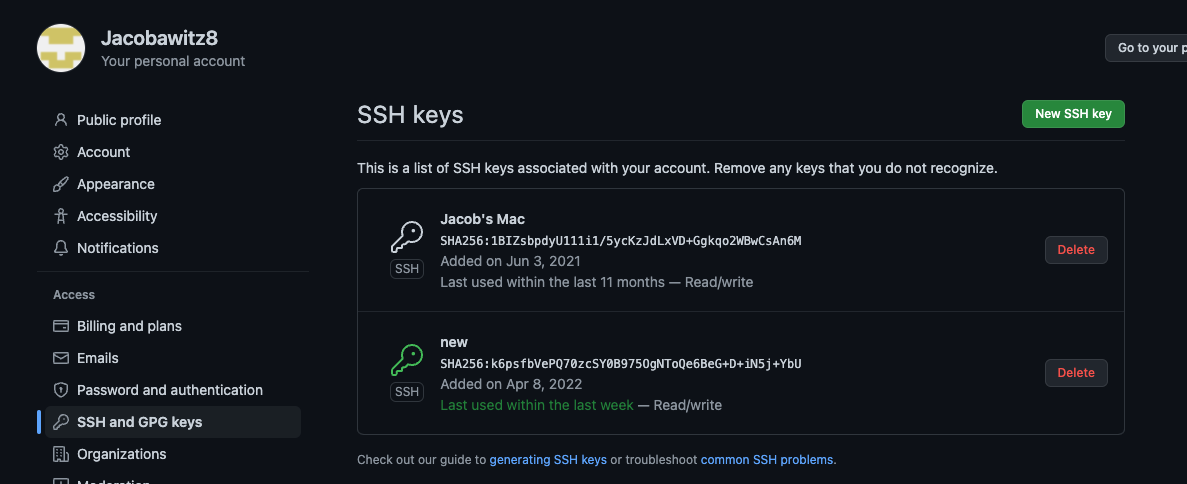 Jacobawitz8
Your personal account
Go to your p
Public profile
Account
Appearance
Accessibility
Notifications
Access
Billing and plans
Emails
Password and authentication
SSH and GPG keys
Organizations
Moderation
SSH keys
New SSH key
This is a list of SSH keys associated with your account. Remove any keys that you do not recognize.
Jacob's Mac
SHA256:1BIZsbpdyU111i1/5ycKzJdLxVD+Ggkqo2WBwCsAn6M
SSH
Added on Jun 3, 2021
Last used within the last 11 months — Read/write
Delete
new
SHA256:k6psfbVePQ70zcSY0B975OgNToQe6BeG+D+iN5j+YbU
SSH
Added on Apr 8, 2022
Last used within the last week — Read/write
Delete
Check out our guide to generating SSH keys or troubleshoot common SSH problems.